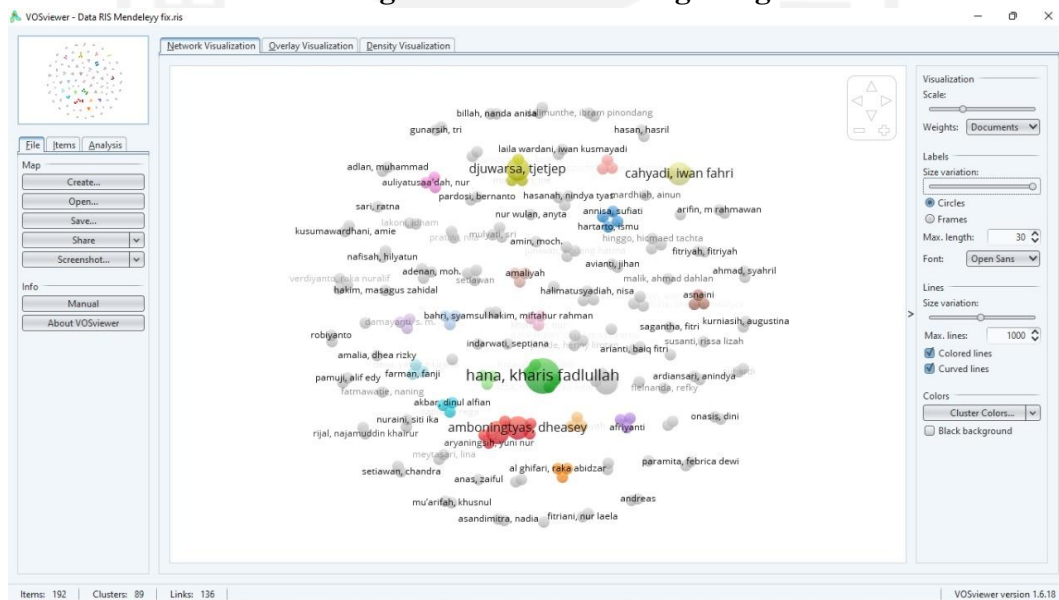 VOSviewer - Data RIS Mendeleyy fix.ris
Network Visualization Overlay Visualization Density Visualization
File Items Analysis
Map
Create...
Open...
Save...
Share
Screenshot...
Info
Manual
About VOSviewer
billah, nanda anisa
gunarsih, tri
hasan, hasril
laila wardani, iwan kusmayadi
adlan, muhammad
djuwarsa, tjetjep
cahyadi, iwan fahri
auliyatusaa'dah, nur
pardosi, bernanto
hasanah, nindya tyas
mardhiah, ainun
sari, ratna
nur wulan, anyta
annisa, sufiati
arifin, m rahmawan
kusumawardhani, amie
hartarto, ismu
mulyati, sri
amin, moch.
hinggo, hicmaed tachta
nafisah, hilyatun
fitriyah, fitriyah
avianti, jihan
adenan, moh.
setiawan
amaliyah
malik, ahmad dahlan
ahmad, syahril
verdiyanto, raka nuralif
hakim, masagus zahidal
halimatusyadiah, nisa
asnaini
bahri, syamsul hakim, miftahur rahman
damayanti, s. m.
sagantha, fitri
kurniasih, augustina
robiyanto
indarwati, septiana
arianti, baiq fitri
susanti, rissa lizah
amalia, dhea rizky
pamuji, alif edy
farman, fanji
hana, kharis fadlullah
ardiansari, anindya
fatmawatie, naning
fielnanda, refky
akbar, dinul alfian
nuraini, siti ika
amboningtyas, dheasey
afriyanti
onasis, dini
rijal, najamuddin khairur
aryaningsih, yuni nur
meytasari, lina
setiawan, chandra
al ghifari, raka abidzar
paramita, febrica dewi
anas, zaiful
mu'arifah, khusnul
andreas
asandimitra, nadia
fitriani, nur laela
Visualization
Scale:
Weights: Documents
Labels
Size variation:
Circles
Frames
Max. length: 30
Font: Open Sans
Lines
Size variation:
Max. lines: 1000
Colored lines
Curved lines
Colors
Cluster Colors...
Black background
Items: 192 Clusters: 89 Links: 136
VOSviewer version 1.6.18